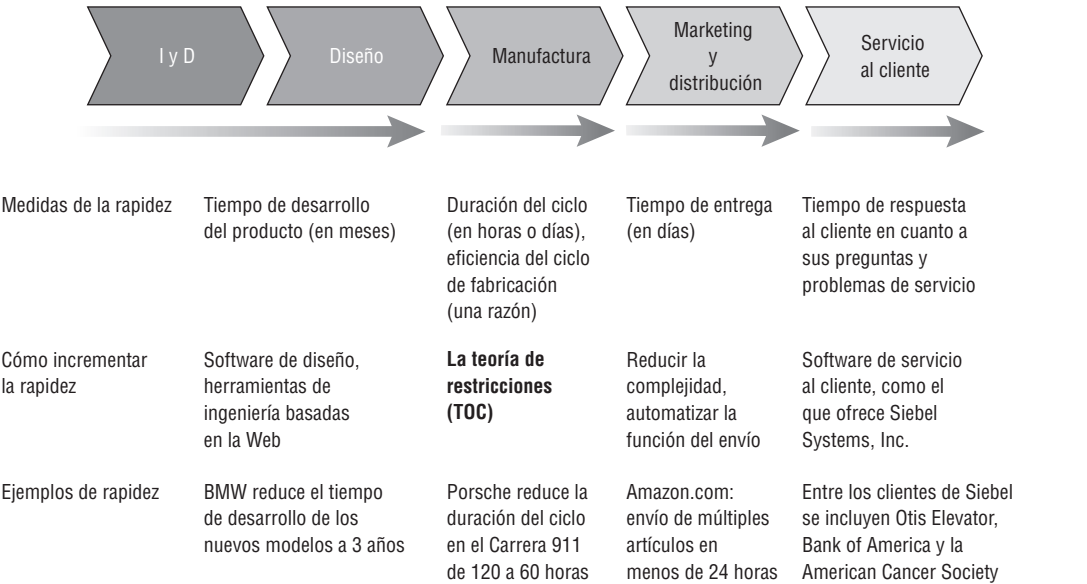 I y D
Diseño
Manufactura
Marketing
y
distribución
Servicio
al cliente
Medidas de la rapidez
Tiempo de desarrollo
del producto (en meses)
Duración del ciclo
(en horas o días),
eficiencia del ciclo
de fabricación
(una razón)
Tiempo de entrega
(en días)
Tiempo de respuesta
al cliente en cuanto a
sus preguntas y
problemas de servicio
Cómo incrementar
la rapidez
Software de diseño,
herramientas de
ingeniería basadas
en la Web
La teoría de
restricciones
(TOC)
Reducir la
complejidad,
automatizar la
función del envío
Software de servicio
al cliente, como el
que ofrece Siebel
Systems, Inc.
Ejemplos de rapidez
BMW reduce el tiempo
de desarrollo de los
nuevos modelos a 3 años
Porsche reduce la
duración del ciclo
en el Carrera 911
de 120 a 60 horas
Amazon.com:
envío de múltiples
artículos en
menos de 24 horas
Entre los clientes de Siebel
se incluyen Otis Elevator,
Bank of America y la
American Cancer Society